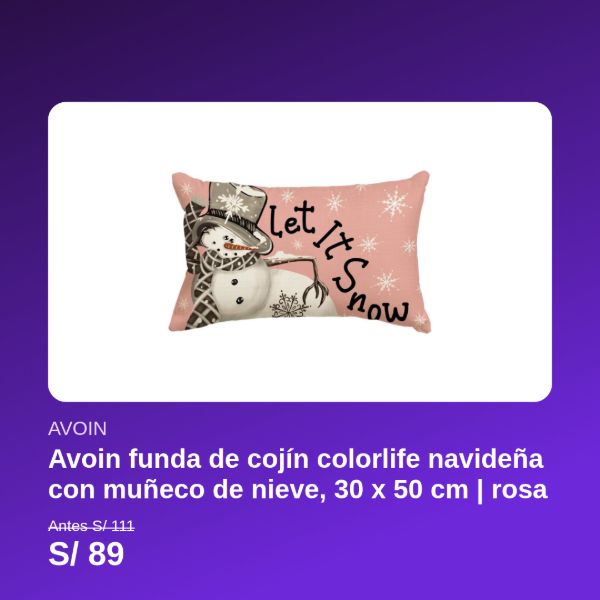 Let It Snow
AVOIN
Avoin funda de cojín colorlife navideña
con muñeco de nieve, 30 x 50 cm | rosa
Antes S/ 111
S/ 89